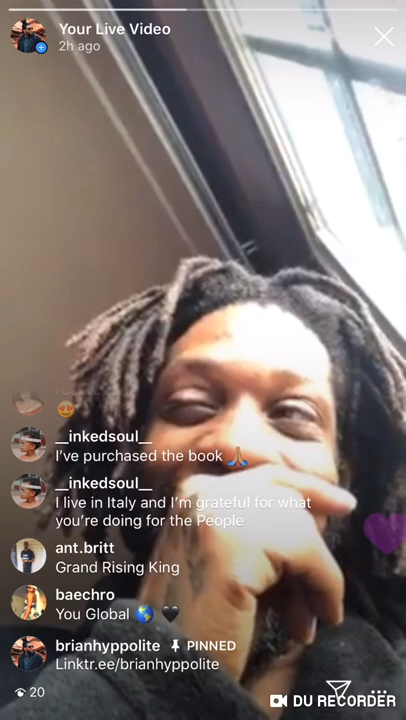 Your Live Video
2h ago
__inkedsoul__
I've purchased the book 🙏🏾
__inkedsoul__
I live in Italy and I'm grateful for what
you're doing for the People
ant.britt
Grand Rising King
baechro
You Global 🌎 🖤
brianhyppolite PINNED
Linktr.ee/brianhyppolite
20
DU RECORDER